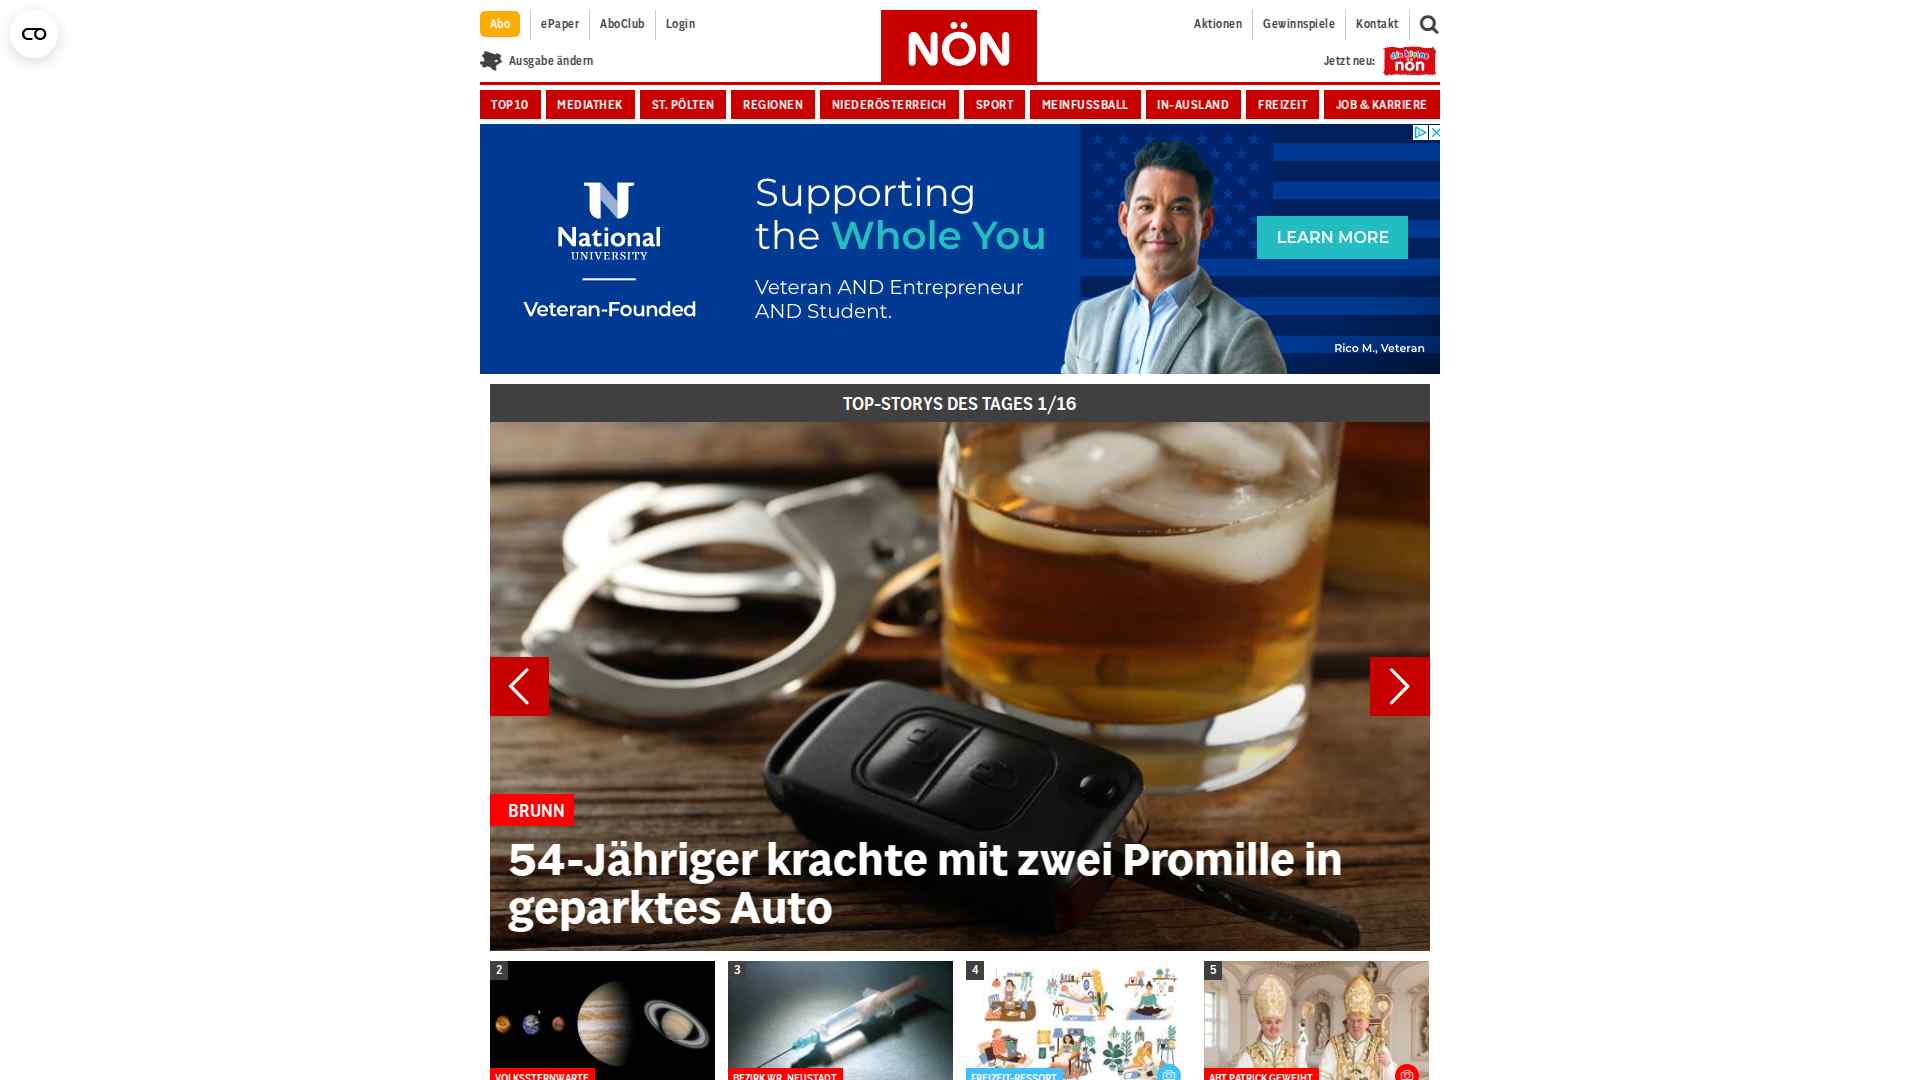 Abo
ePaper
AboClub
Login
NÖN
Aktionen
Gewinnspiele
Kontakt
Ausgabe ändern
Jetzt neu:
die kleine
nön
TOP10
MEDIATHEK
ST. PÖLTEN
REGIONEN
NIEDERÖSTERREICH
SPORT
MEINFUSSBALL
IN-AUSLAND
FREIZEIT
JOB & KARRIERE
National
UNIVERSITY
Veteran-Founded
Supporting
the Whole You
Veteran AND Entrepreneur
AND Student.
LEARN MORE
Rico M., Veteran
TOP-STORYS DES TAGES 1/16
BRUNN
54-Jähriger krachte mit zwei Promille in
geparktes Auto
2
3
4
5
VOLKSSTERNWARTE
BEZIRK WR. NEUSTADT
FREIZEIT-RESSORT
ABT PATRICK GEWEIHT